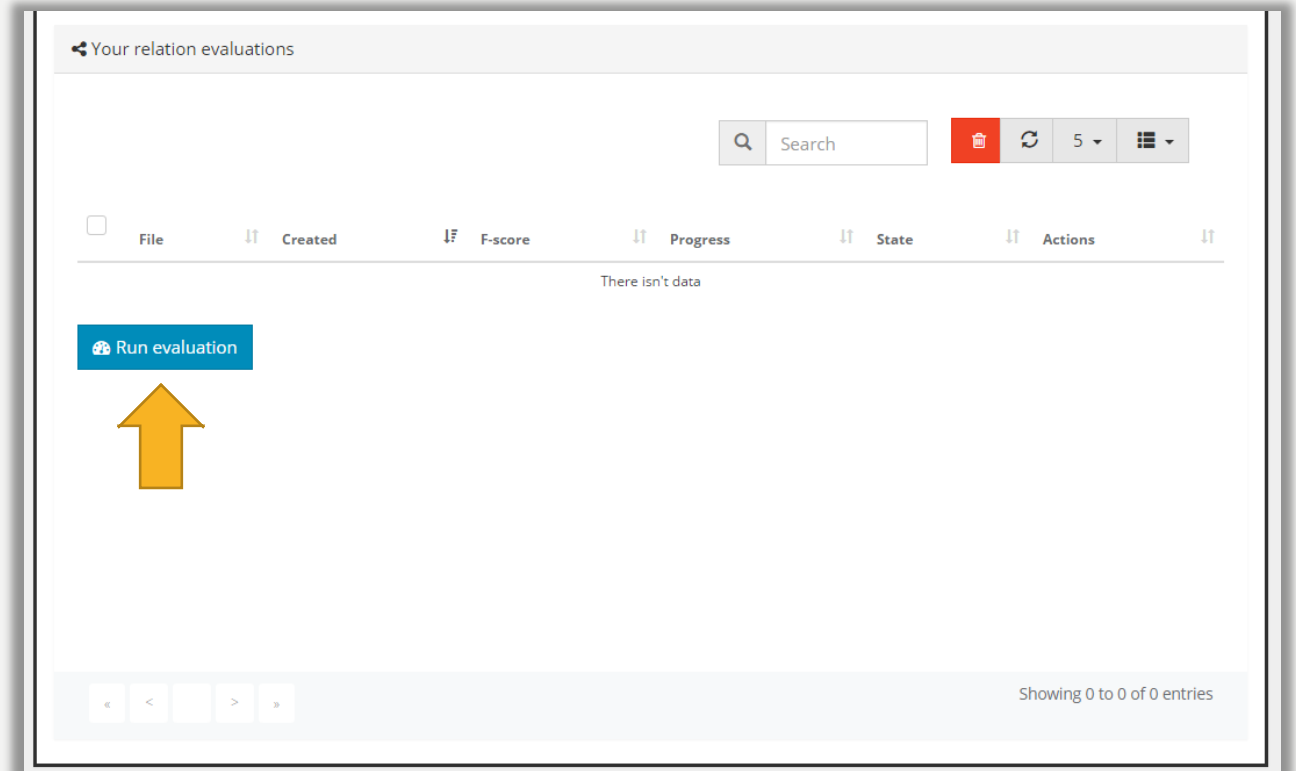 Your relation evaluations
Search
5
File Created F-score Progress State Actions
There isn't data
Run evaluation
« < > »
Showing 0 to 0 of 0 entries